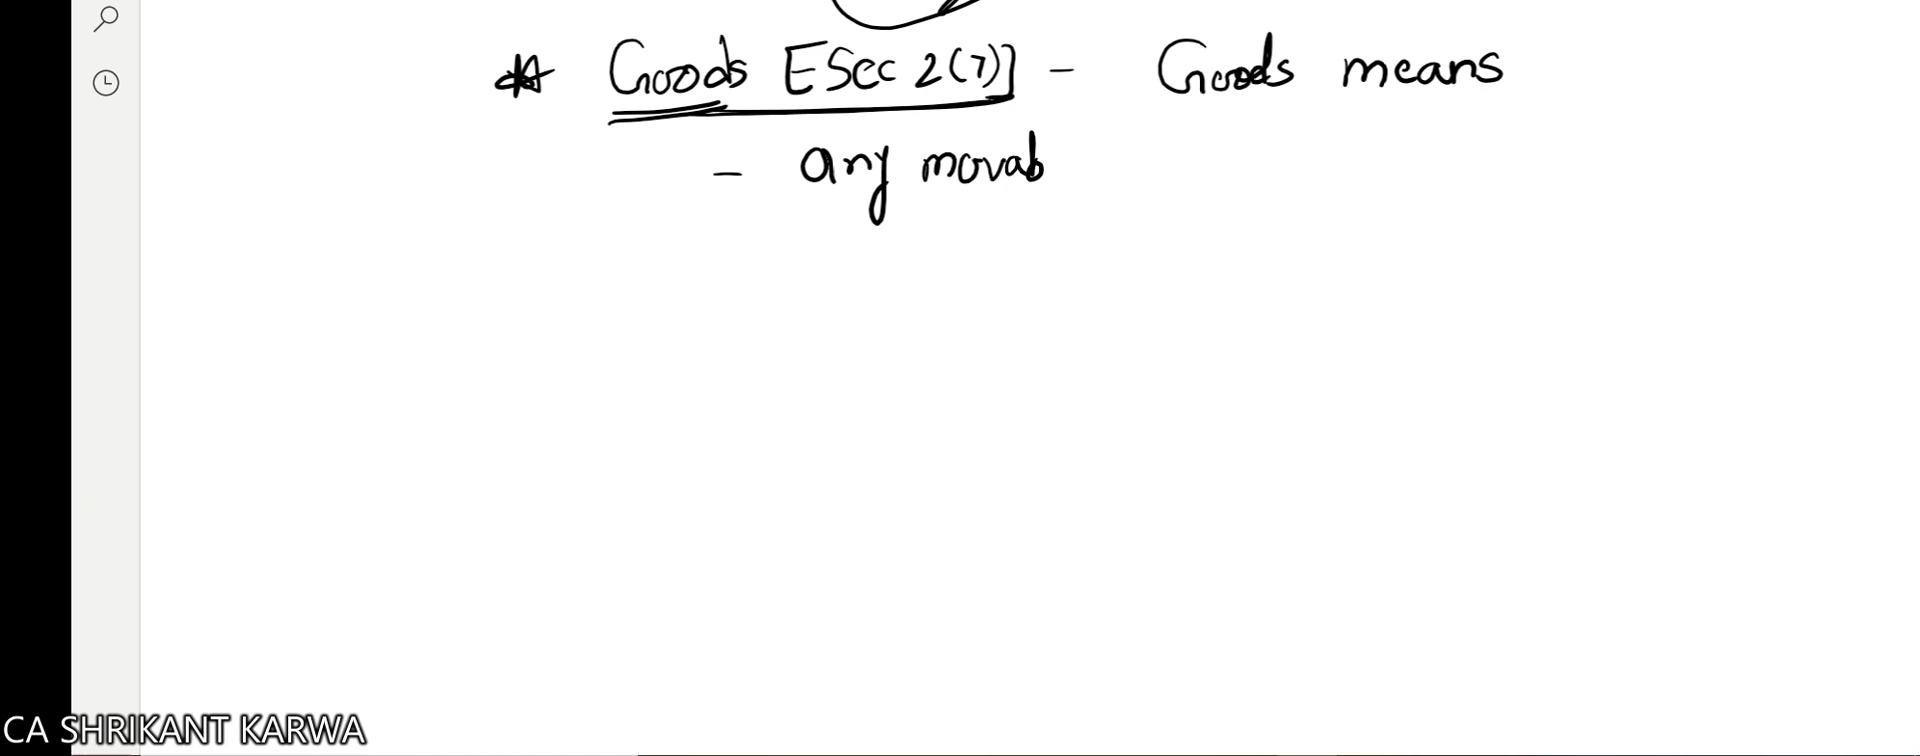 Goods [Sec 2(7)] - Goods means
- any movab
CA SHRIKANT KARWA